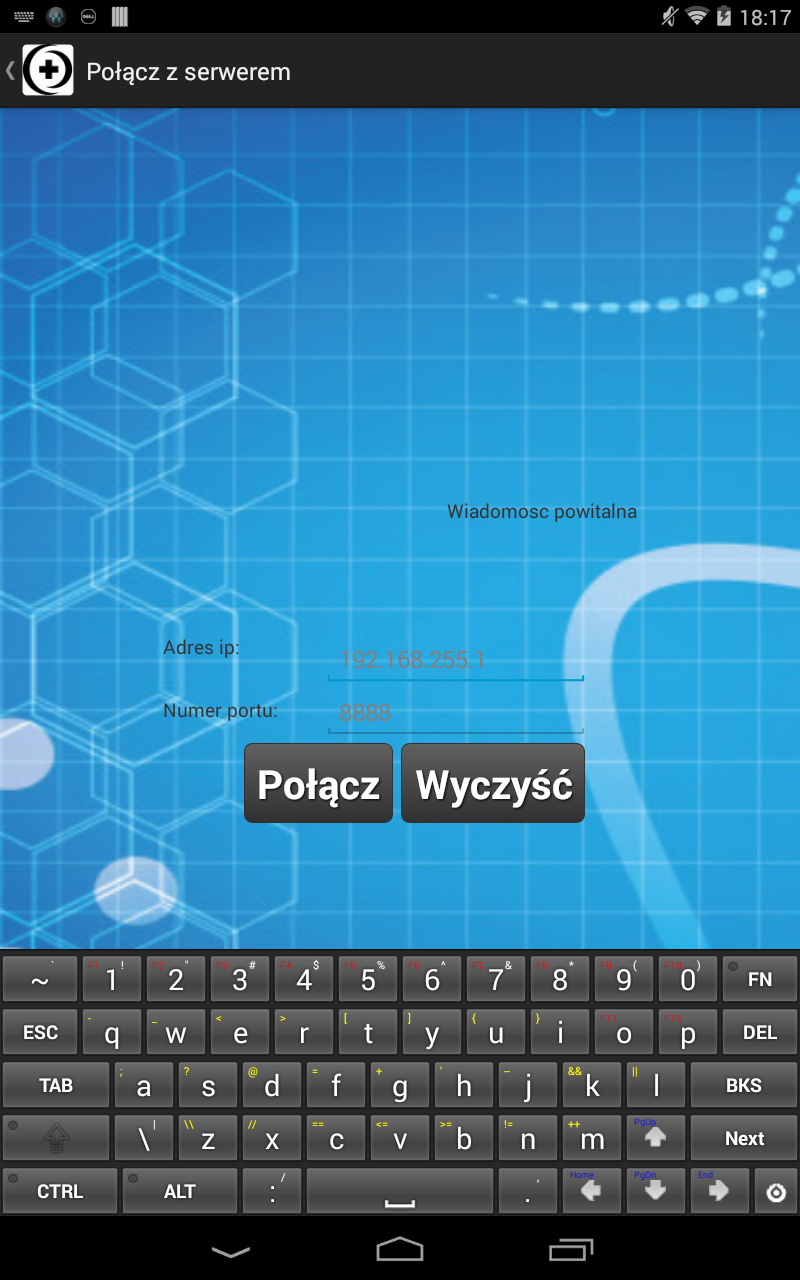 DELL 18:17
Połącz z serwerem
Wiadomosc powitalna
Adres ip: 192.168.255.1
Numer portu: 8888
Połącz Wyczyść
~ ` F1 1 ! F2 2 " F3 3 # F4 4 $ F5 5 % F6 6 ^ F7 7 & F8 8 * F9 9 ( F10 0 ) FN
ESC - q _ w < e > r [ t ] y { u } i F11 o F12 p DEL
TAB ; a ? s @ d = f + g ' h -- j && k || l BKS
\ | \\ z // x == c <= v >= b != n ++ m PgUp Next
CTRL ALT : / . , Home PgDn End